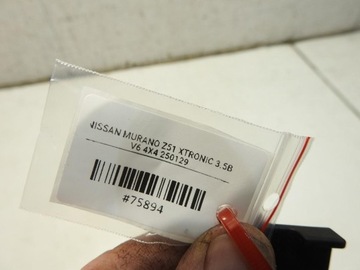 NISSAN MURANO Z51 XTRONIC 3.5B
V6 4X4 250129
#75894